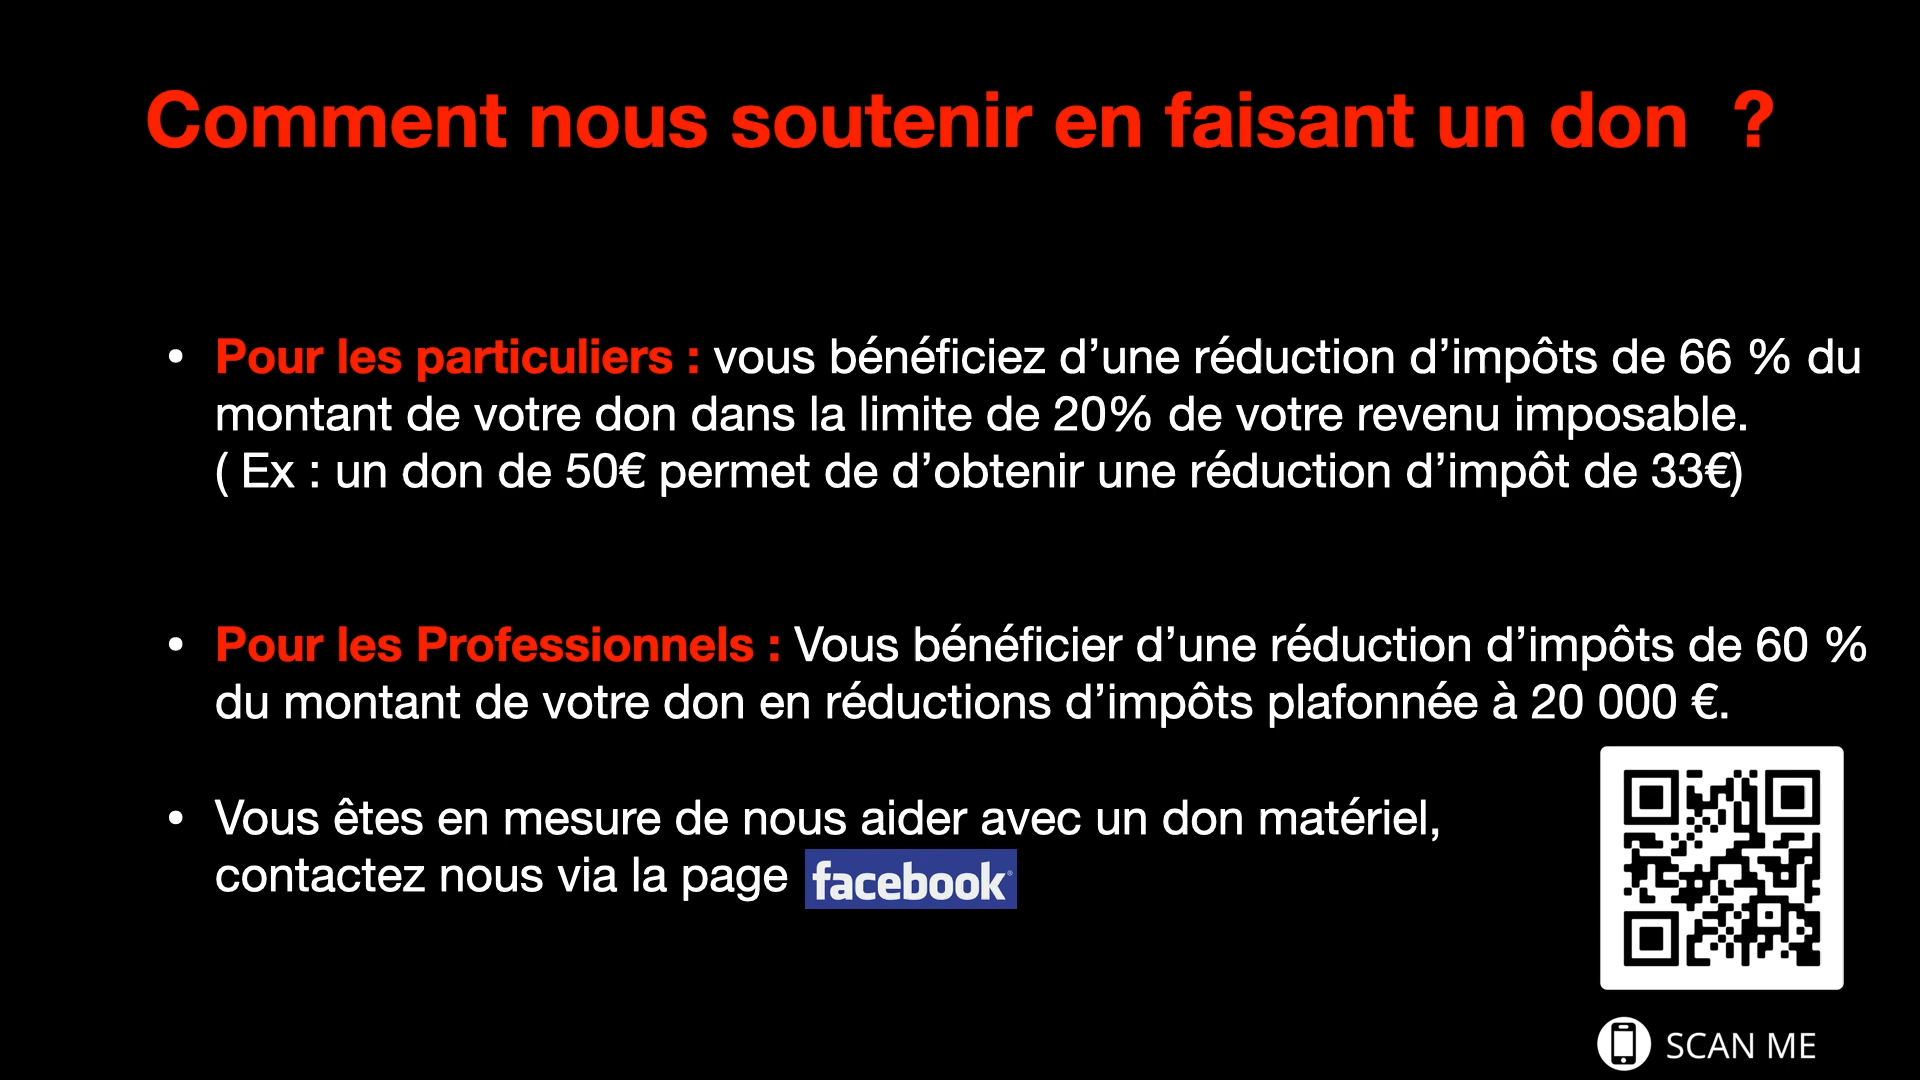 Comment nous soutenir en faisant un don ?
• Pour les particuliers : vous bénéficiez d’une réduction d’impôts de 66 % du
montant de votre don dans la limite de 20% de votre revenu imposable.
( Ex : un don de 50€ permet de d’obtenir une réduction d’impôt de 33€)
• Pour les Professionnels : Vous bénéficier d’une réduction d’impôts de 60 %
du montant de votre don en réductions d’impôts plafonnée à 20 000 €.
• Vous êtes en mesure de nous aider avec un don matériel,
contactez nous via la page facebook®
SCAN ME